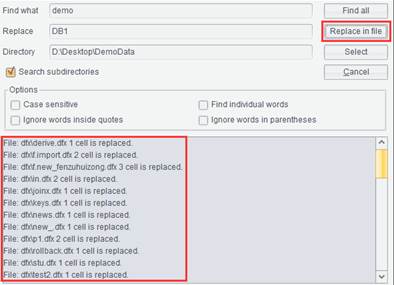 Find what demo Find all
Replace DB1 Replace in file
Directory D:\Desktop\DemoData Select
Search subdirectories Cancel
Options
Case sensitive Find individual words
Ignore words inside quotes Ignore words in parentheses
File: dfx\derive.dfx 1 cell is replaced.
File: dfx\f.import.dfx 2 cell is replaced.
File: dfx\f.new_fenzuhuizong.dfx 3 cell is replaced.
File: dfx\in.dfx 2 cell is replaced.
File: dfx\joinx.dfx 1 cell is replaced.
File: dfx\keys.dfx 1 cell is replaced.
File: dfx\news.dfx 1 cell is replaced.
File: dfx\new_.dfx 1 cell is replaced.
File: dfx\p1.dfx 2 cell is replaced.
File: dfx\rollback.dfx 1 cell is replaced.
File: dfx\stu.dfx 1 cell is replaced.
File: dfx\test2.dfx 1 cell is replaced.